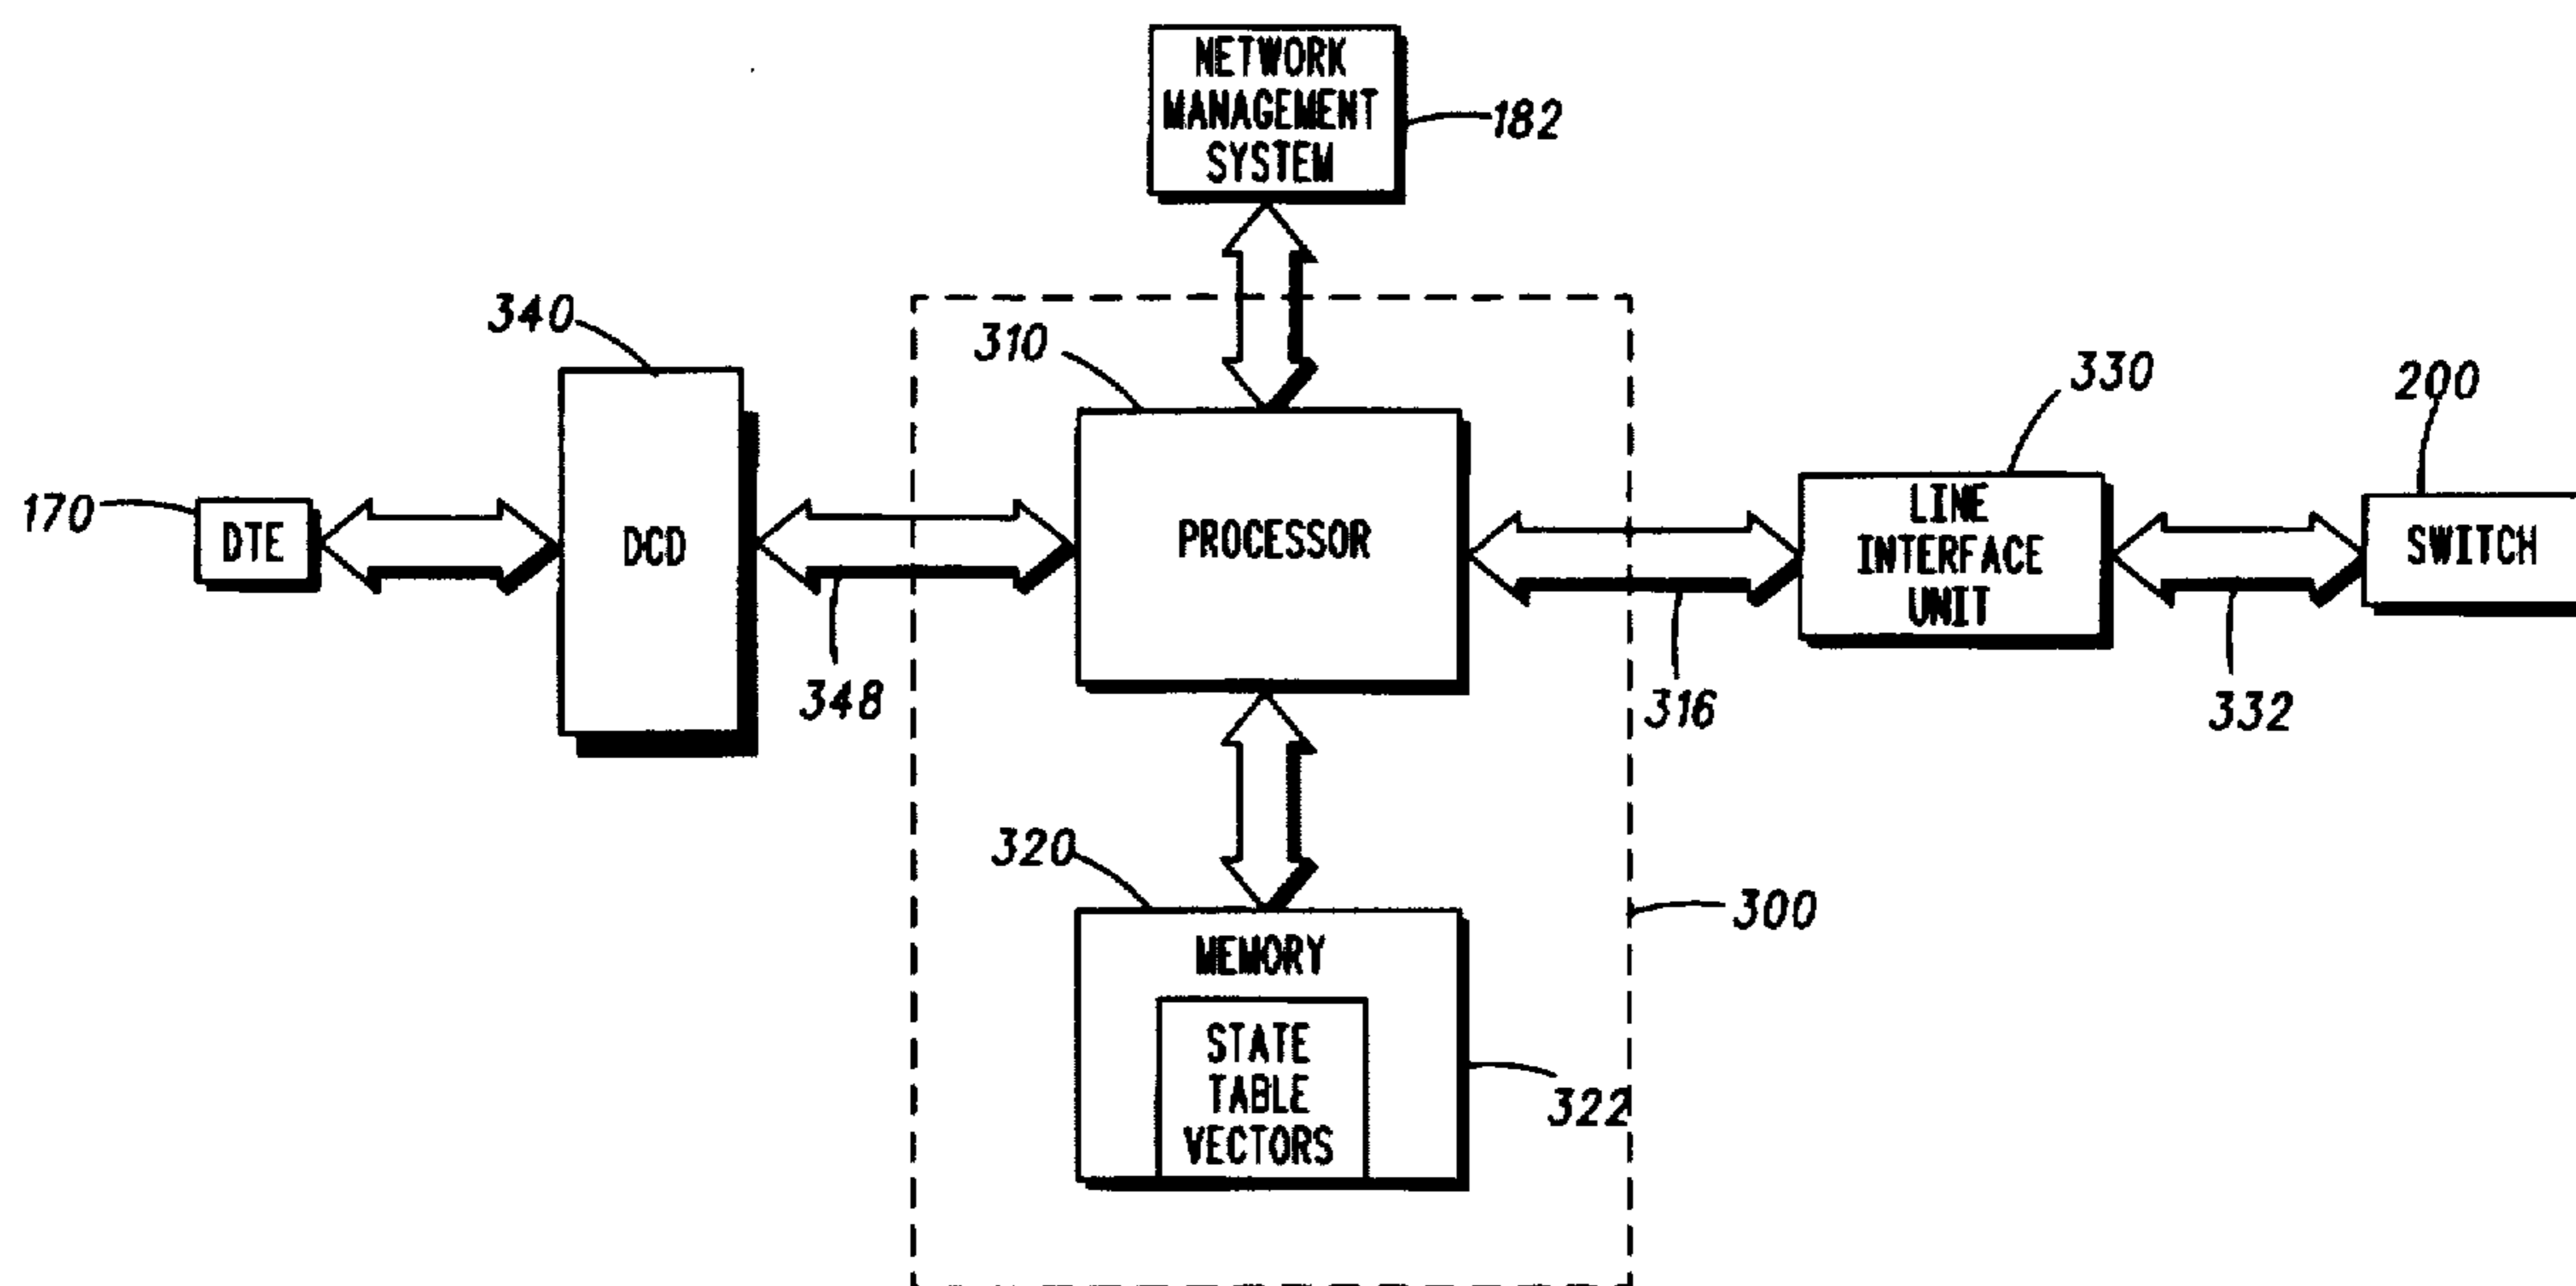 NETWORK
MANAGEMENT
SYSTEM
182
340
310
330
200
170
DTE
DCD
PROCESSOR
LINE
INTERFACE
UNIT
SWITCH
348
316
332
320
MEMORY
300
STATE
TABLE
VECTORS
322